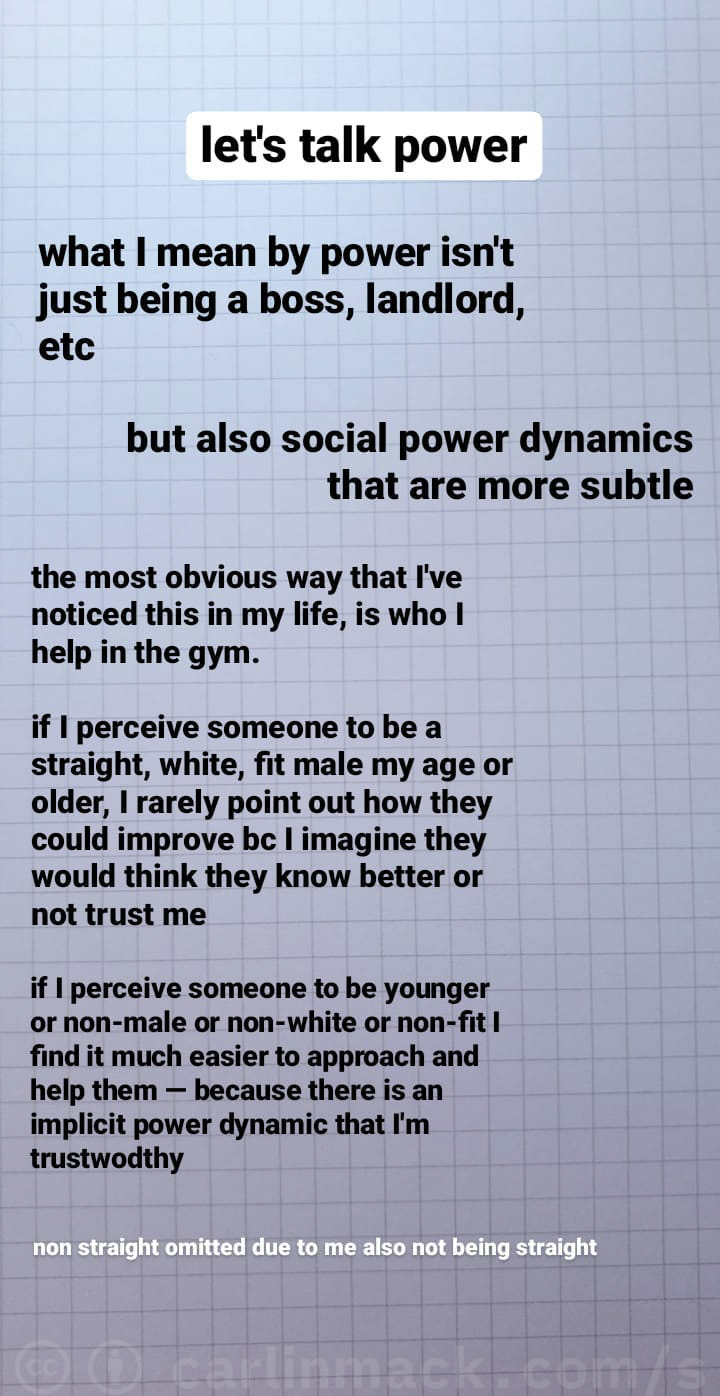 let's talk power
what I mean by power isn't
just being a boss, landlord,
etc
but also social power dynamics
that are more subtle
the most obvious way that I've
noticed this in my life, is who I
help in the gym.
if I perceive someone to be a
straight, white, fit male my age or
older, I rarely point out how they
could improve bc I imagine they
would think they know better or
not trust me
if I perceive someone to be younger
or non-male or non-white or non-fit I
find it much easier to approach and
help them — because there is an
implicit power dynamic that I'm
trustwodthy
non straight omitted due to me also not being straight
cc carlinmack.com/s